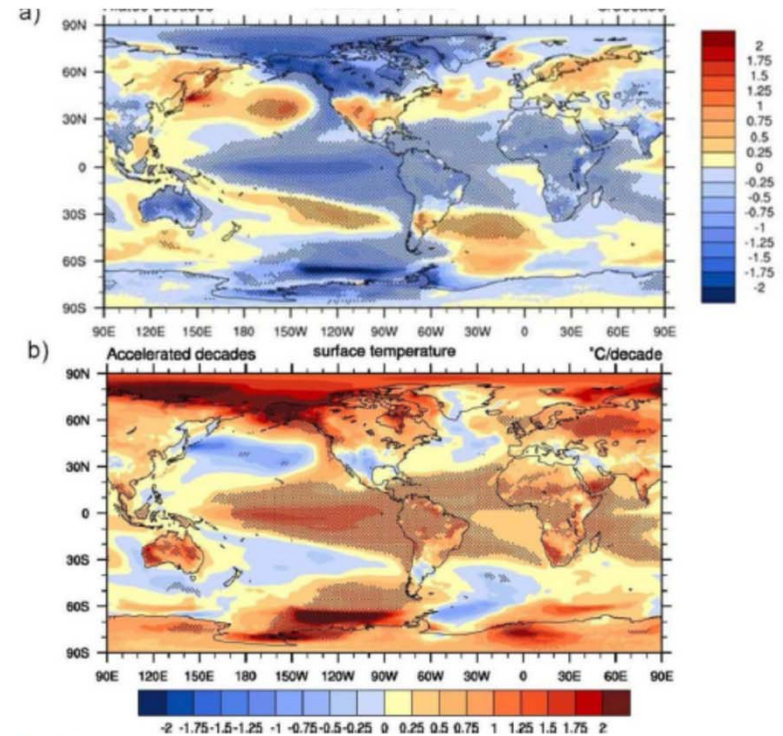 a)
90N
60N
30N
0
30S
60S
90S
90E 120E 150E 180E 150W 120W 90W 60W 30W 0 30E 60E 90E
2
1.75
1.5
1.25
1
0.75
0.5
0.25
0
-0.25
-0.5
-0.75
-1
-1.25
-1.5
-1.75
-2
b)
Accelerated decades surface temperature °C/decade
90N
60N
30N
0
30S
60S
90S
90E 120E 150E 180E 150W 120W 90W 60W 30W 0 30E 60E 90E
-2 -1.75-1.5-1.25 -1 -0.75-0.5-0.25 0 0.25 0.5 0.75 1 1.25 1.5 1.75 2